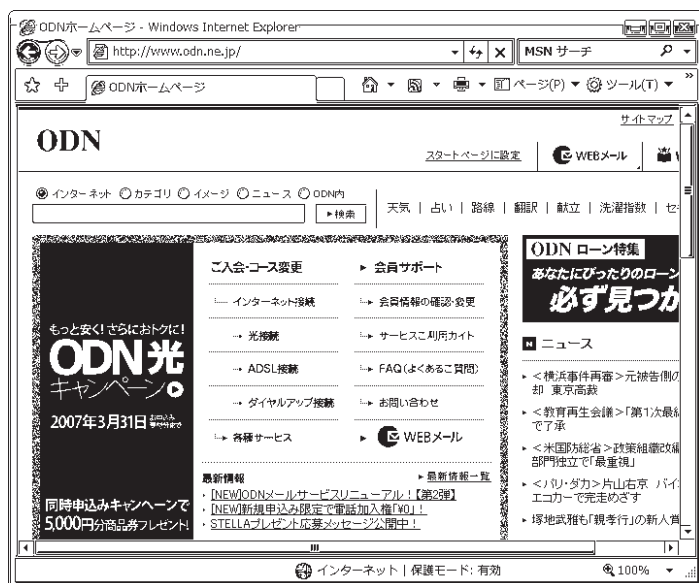 ODNホームページ - Windows Internet Explorer
http://www.odn.ne.jp/
MSN サーチ
ODNホームページ
ページ(P) ツール(T)
サイトマップ
ODN
スタートページに設定
WEBメール
インターネット カテゴリ イメージ ニュース ODN内
検索
天気 | 占い | 路線 | 翻訳 | 献立 | 洗濯指数 | セキ
もっと安く! さらにおトクに!
ODN光
キャンペーン
2007年3月31日
同時申込みキャンペーンで
5,000円分商品券プレゼント!
ご入会・コース変更
インターネット接続
光接続
ADSL接続
ダイヤルアップ接続
各種サービス
会員サポート
会員情報の確認・変更
サービスご利用ガイド
FAQ(よくあるご質問)
お問い合わせ
WEBメール
最新情報
最新情報一覧
[NEW]ODNメールサービスリニューアル!【第2弾】
[NEW]新規申込み限定で電話加入権「¥0」!
STELLAプレゼント応募メッセージ公開中!
ODN ローン特集
あなたにぴったりのローン
必ず見つか
N ニュース
<横浜事件再審>元被告側の
却 東京高裁
<教育再生会議>「第1次最終
で了承
<米国防総省>政策組織改編
部門独立で「最重視」
<パリ・ダカ>片山右京 バイ
エコカーで完走めざす
塚地武雅も「親孝行」の新人賞
インターネット | 保護モード: 有効
100%